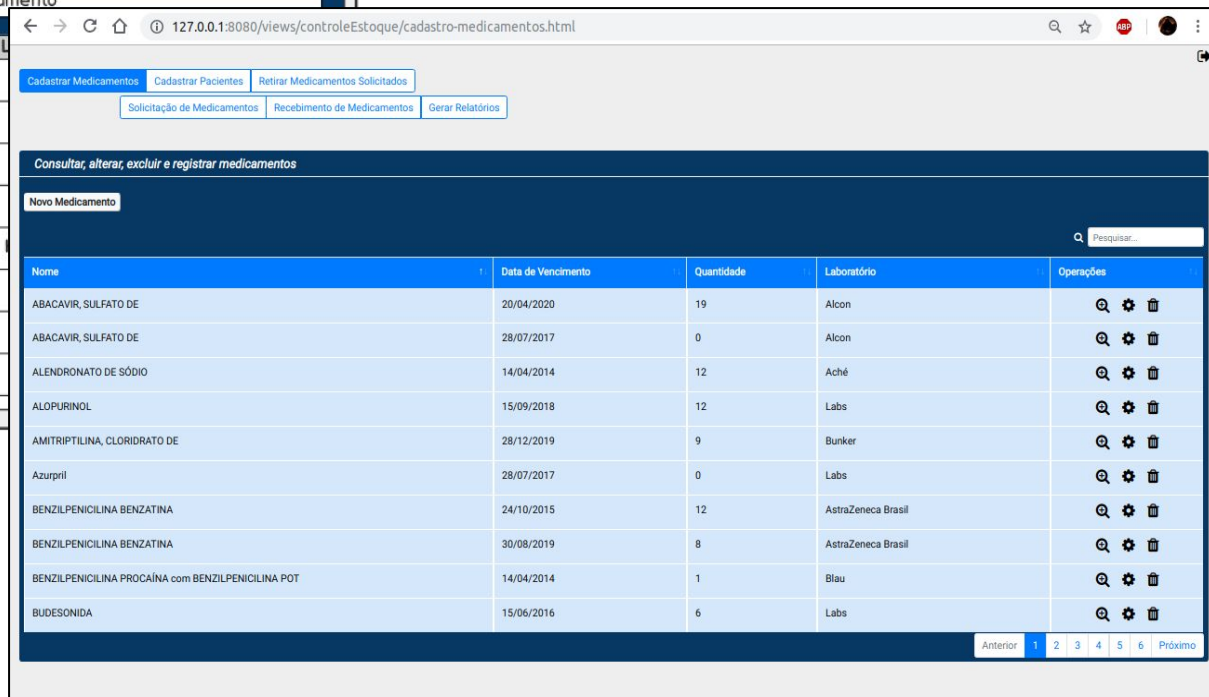 amento
127.0.0.1:8080/views/controleEstoque/cadastro-medicamentos.html
ABP
Cadastrar Medicamentos Cadastrar Pacientes Retirar Medicamentos Solicitados
Solicitação de Medicamentos Recebimento de Medicamentos Gerar Relatórios
Consultar, alterar, excluir e registrar medicamentos
Novo Medicamento
Pesquisar...
Nome Data de Vencimento Quantidade Laboratório Operações
ABACAVIR, SULFATO DE 20/04/2020 19 Alcon
ABACAVIR, SULFATO DE 28/07/2017 0 Alcon
ALENDRONATO DE SÓDIO 14/04/2014 12 Aché
ALOPURINOL 15/09/2018 12 Labs
AMITRIPTILINA, CLORIDRATO DE 28/12/2019 9 Bunker
Azurpril 28/07/2017 0 Labs
BENZILPENICILINA BENZATINA 24/10/2015 12 AstraZeneca Brasil
BENZILPENICILINA BENZATINA 30/08/2019 8 AstraZeneca Brasil
BENZILPENICILINA PROCAÍNA com BENZILPENICILINA POT 14/04/2014 1 Blau
BUDESONIDA 15/06/2016 6 Labs
Anterior 1 2 3 4 5 6 Próximo